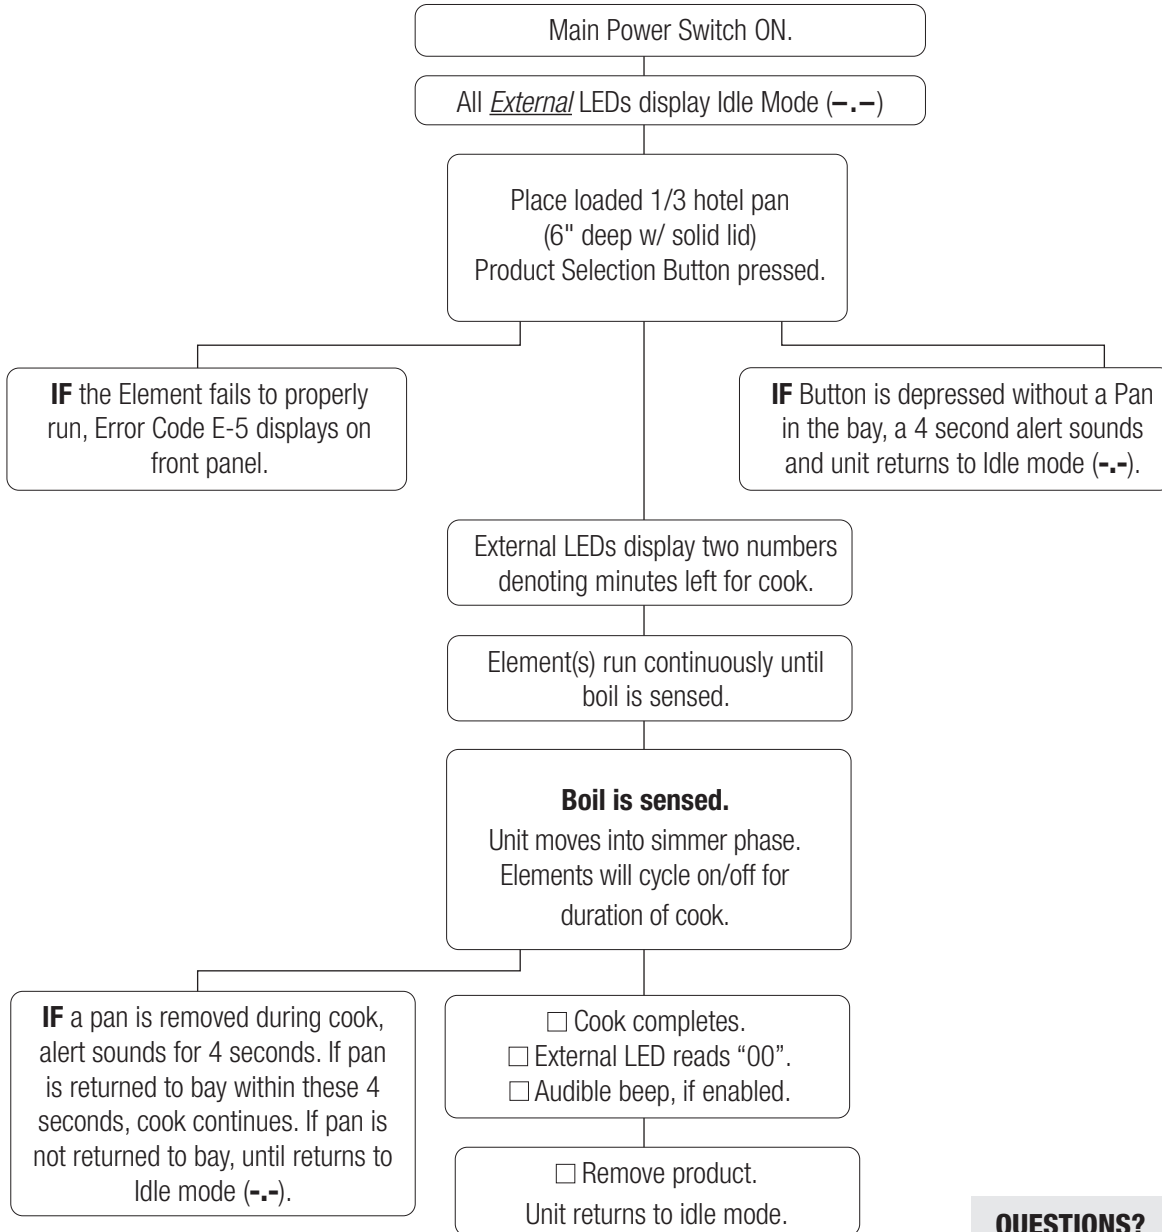 Main Power Switch ON.
All External LEDs display Idle Mode (–.–)
Place loaded 1/3 hotel pan
(6" deep w/ solid lid)
Product Selection Button pressed.
IF the Element fails to properly
run, Error Code E-5 displays on
front panel.
IF Button is depressed without a Pan
in the bay, a 4 second alert sounds
and unit returns to Idle mode (-.-).
External LEDs display two numbers
denoting minutes left for cook.
Element(s) run continuously until
boil is sensed.
Boil is sensed.
Unit moves into simmer phase.
Elements will cycle on/off for
duration of cook.
IF a pan is removed during cook,
alert sounds for 4 seconds. If pan
is returned to bay within these 4
seconds, cook continues. If pan is
not returned to bay, until returns to
Idle mode (-.-).
☐ Cook completes.
☐ External LED reads “00”.
☐ Audible beep, if enabled.
☐ Remove product.
Unit returns to idle mode.
QUESTIONS?